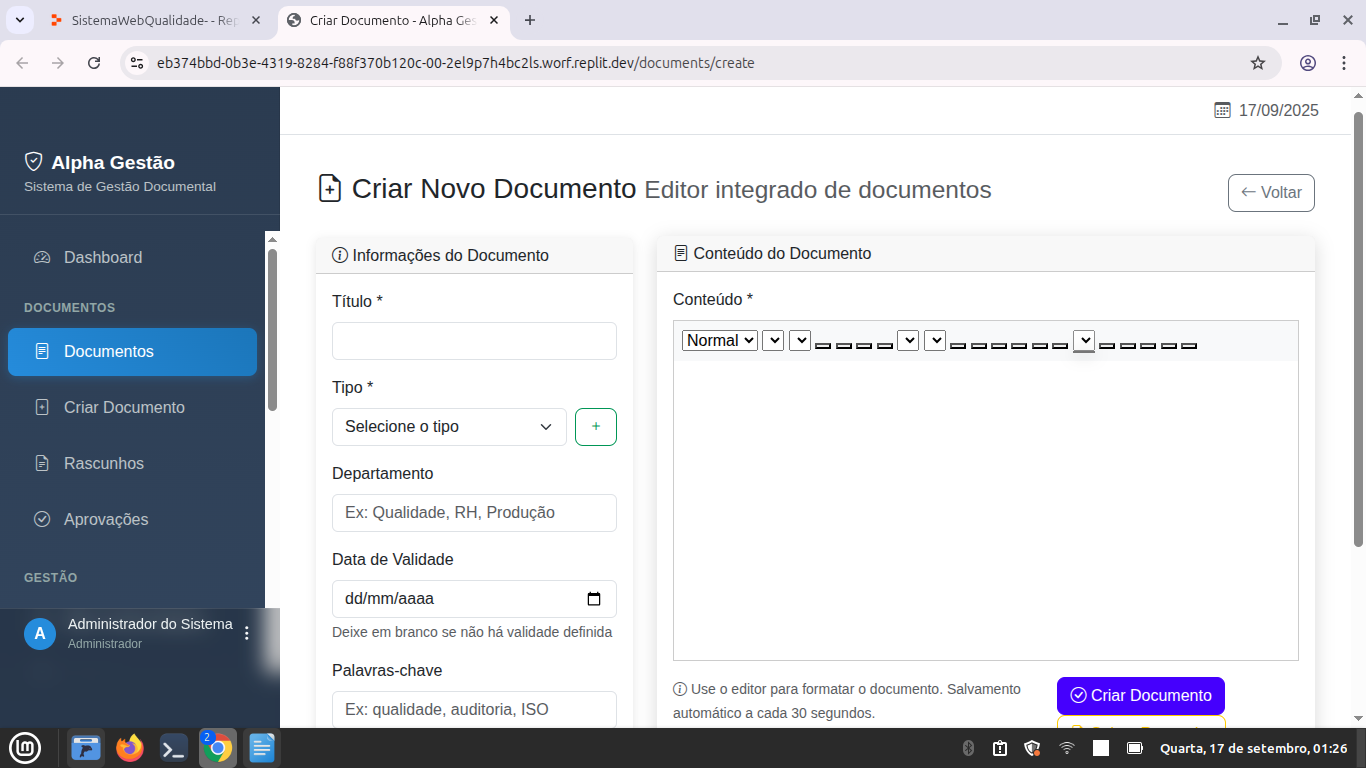 SistemaWebQualidade- - Rep
Criar Documento - Alpha Ges
eb374bbd-0b3e-4319-8284-f88f370b120c-00-2el9p7h4bc2ls.worf.replit.dev/documents/create
17/09/2025
Alpha Gestão
Sistema de Gestão Documental
Dashboard
DOCUMENTOS
Documentos
Criar Documento
Rascunhos
Aprovações
GESTÃO
A
Administrador do Sistema
Administrador
Criar Novo Documento Editor integrado de documentos
Voltar
Informações do Documento
Título *
Tipo *
Selecione o tipo
+
Departamento
Ex: Qualidade, RH, Produção
Data de Validade
dd/mm/aaaa
Deixe em branco se não há validade definida
Palavras-chave
Ex: qualidade, auditoria, ISO
Conteúdo do Documento
Conteúdo *
Normal
Use o editor para formatar o documento. Salvamento
automático a cada 30 segundos.
Criar Documento
2
Quarta, 17 de setembro, 01:26